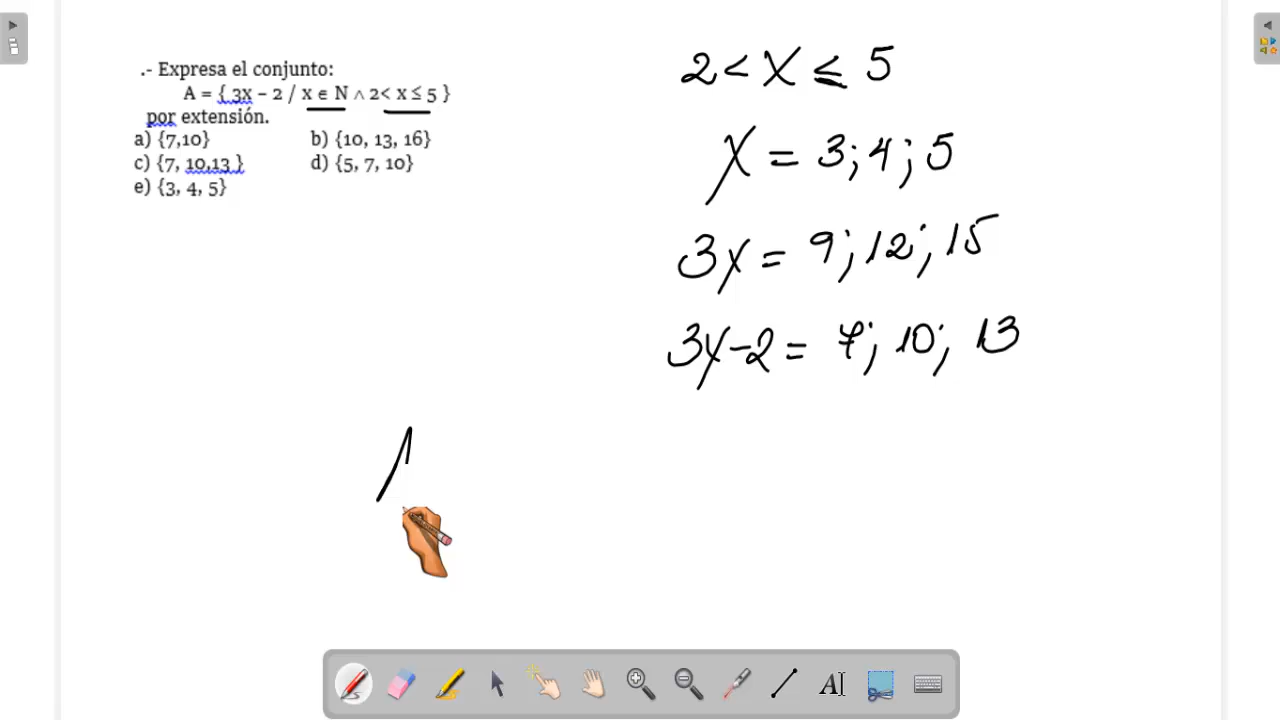 .- Expresa el conjunto:
A = { 3x − 2 / x ∈ N ∧ 2< x ≤ 5 }
por extensión.
a) {7,10} b) {10, 13, 16}
c) {7, 10,13 } d) {5, 7, 10}
e) {3, 4, 5}
2 < x ≤ 5
x = 3; 4; 5
3x = 9; 12; 15
3x-2 = 7; 10; 13